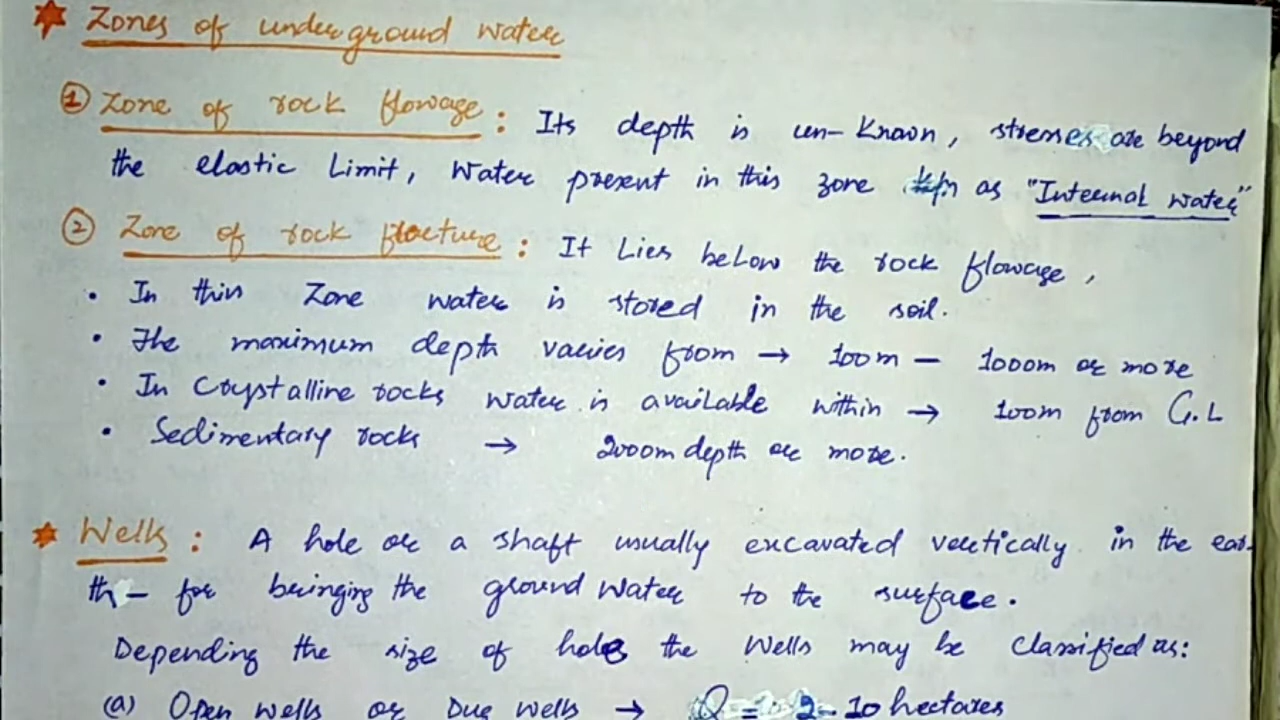 ★ Zones of underground water
① Zone of rock flowage : Its depth is un-Known, stresses are beyond
the elastic Limit, Water present in this zone k/n as "Internal water"
② Zone of rock fracture : It Lies below the rock flowage,
• In this Zone water is stored in the soil.
• The maximum depth varies from → 100m – 1000m or more
• In Crystalline rocks water is available within → 100m from G.L
• Sedimentary rocks → 2000m depth or more.
★ Wells : A hole or a shaft usually excavated vertically in the ear-
th – for bringing the ground water to the surface.
Depending the size of hole the Wells may be Classified as:
(a) Open wells or Dug wells → Q = 2 - 10 hectares